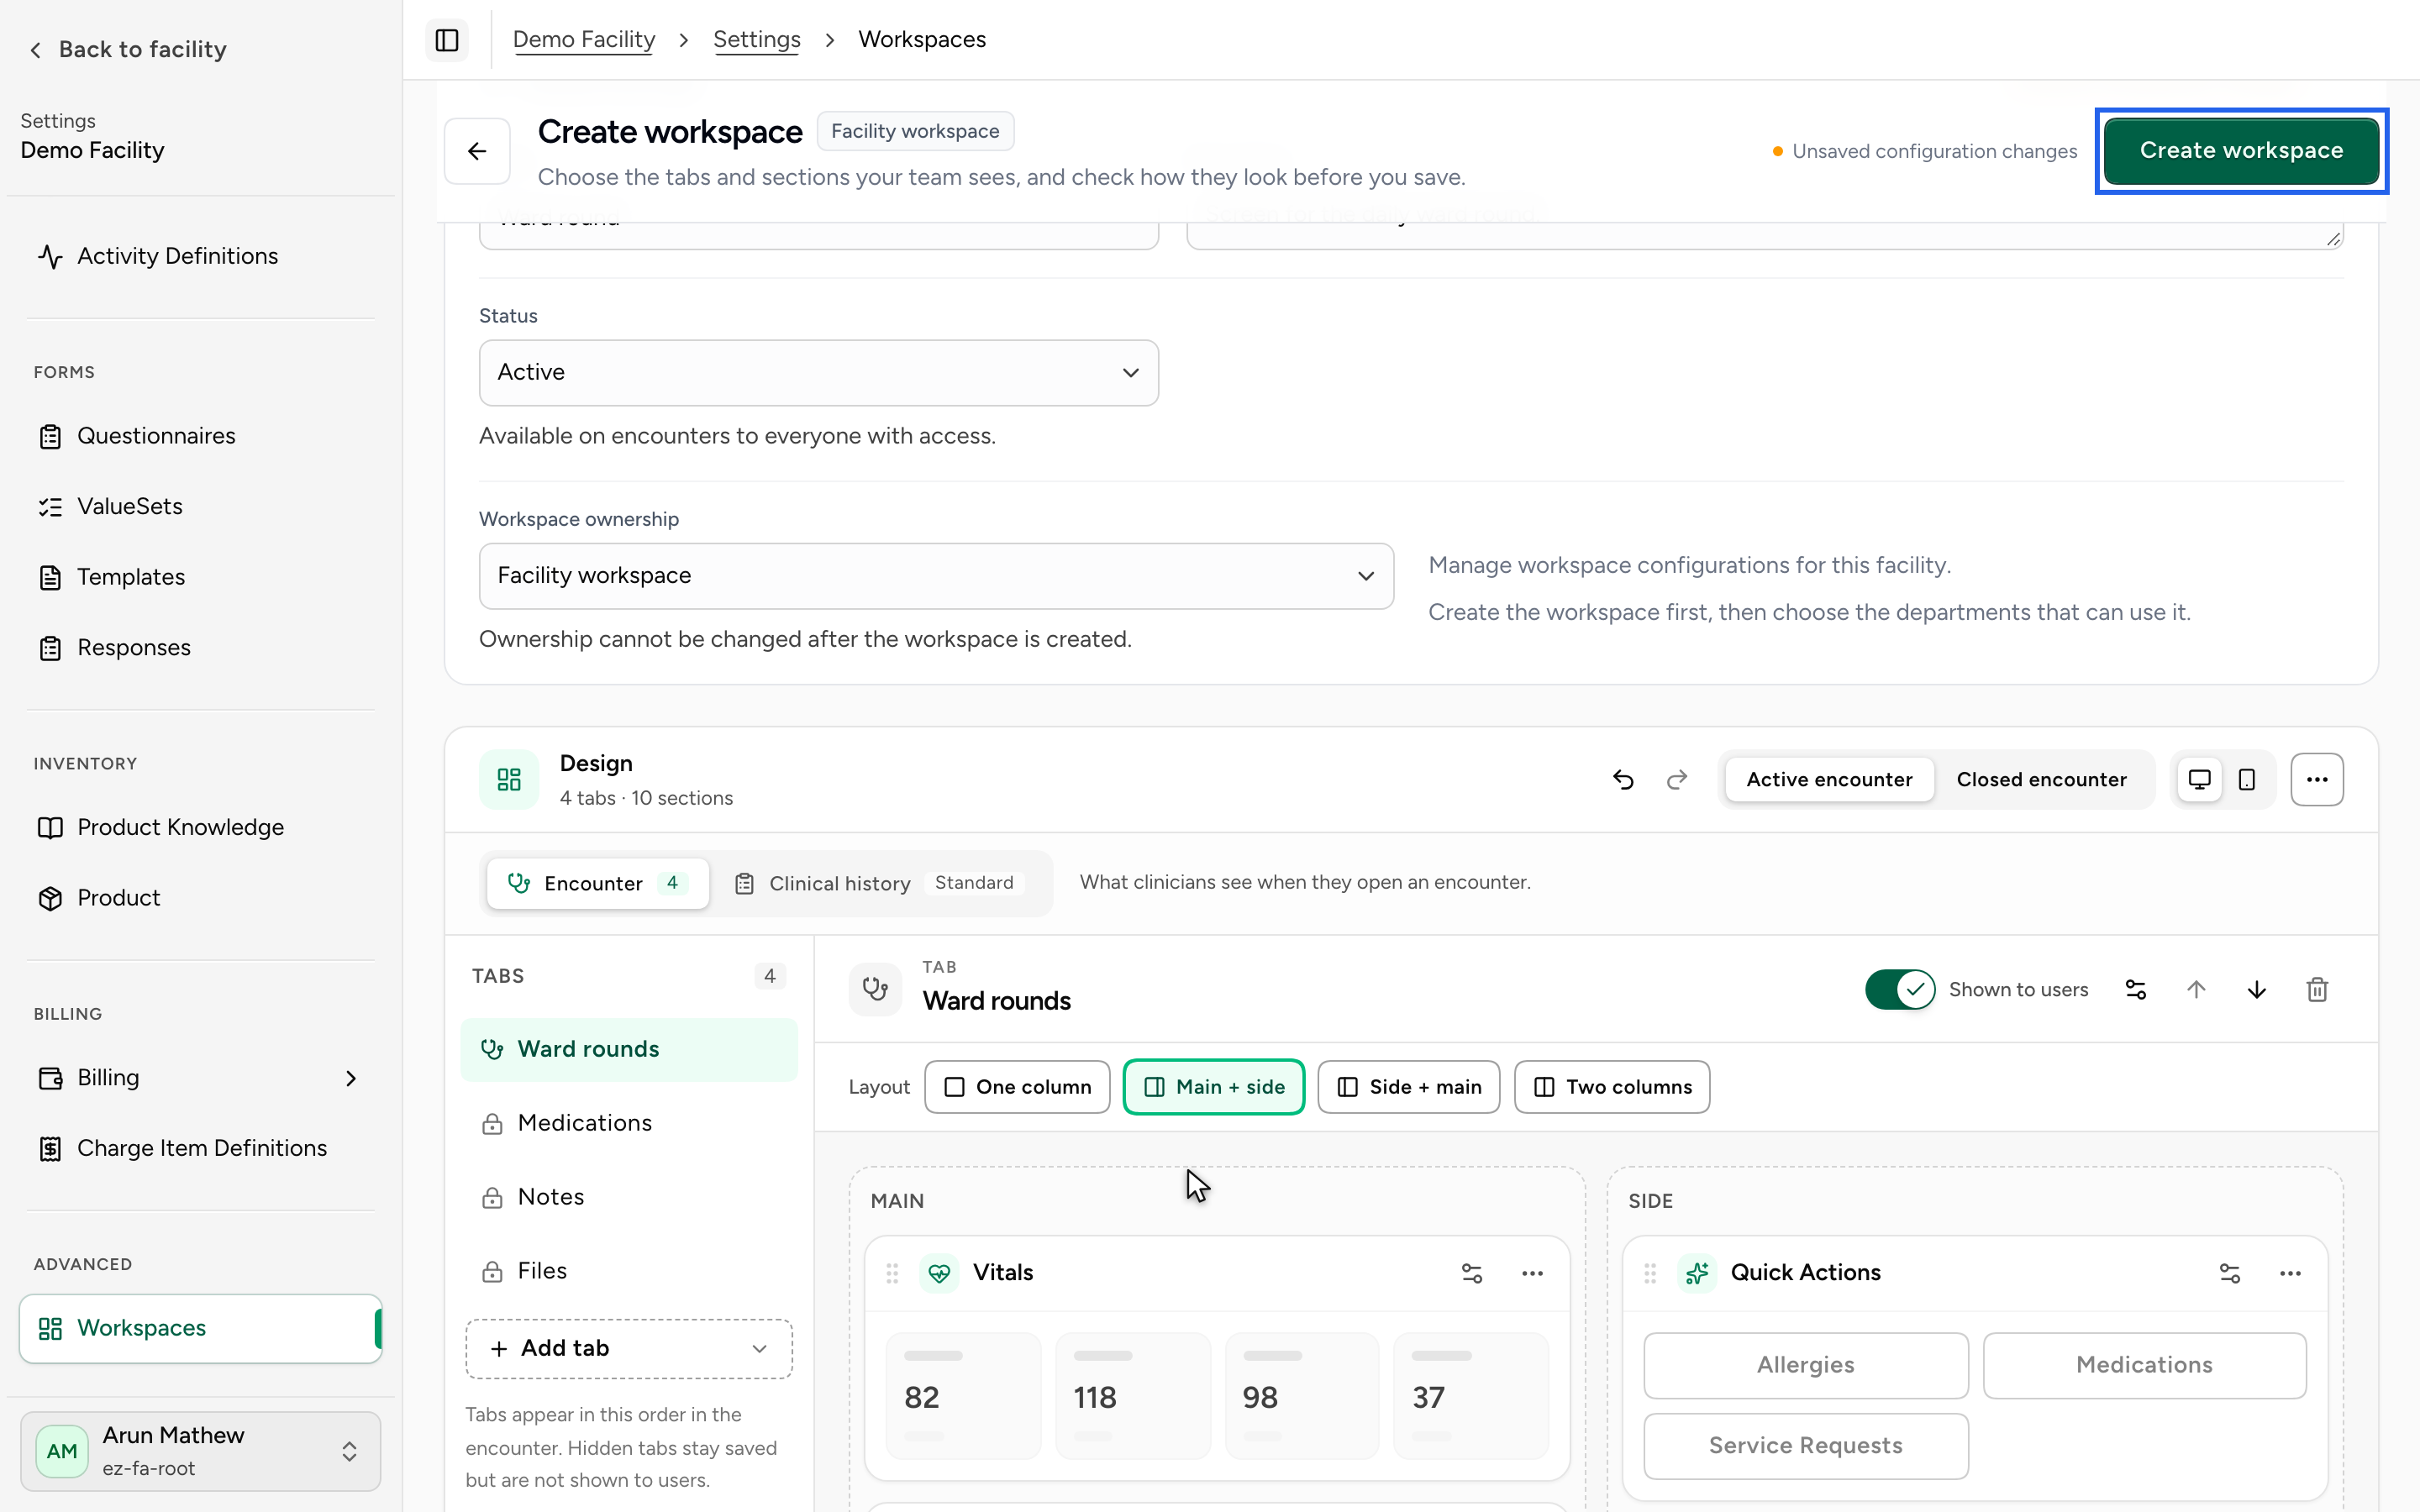 Back to facility
Settings
Demo Facility
Activity Definitions
FORMS
Questionnaires
ValueSets
Templates
Responses
INVENTORY
Product Knowledge
Product
BILLING
Billing
Charge Item Definitions
ADVANCED
Workspaces
AM
Arun Mathew
ez-fa-root
Demo Facility > Settings > Workspaces
Create workspace Facility workspace
Choose the tabs and sections your team sees, and check how they look before you save.
Unsaved configuration changes
Create workspace
Status
Active
Available on encounters to everyone with access.
Workspace ownership
Facility workspace
Ownership cannot be changed after the workspace is created.
Manage workspace configurations for this facility.
Create the workspace first, then choose the departments that can use it.
Design
4 tabs · 10 sections
Active encounter Closed encounter
Encounter 4 Clinical history Standard What clinicians see when they open an encounter.
TABS 4
Ward rounds
Medications
Notes
Files
+ Add tab
Tabs appear in this order in the
encounter. Hidden tabs stay saved
but are not shown to users.
TAB
Ward rounds
Shown to users
Layout One column Main + side Side + main Two columns
MAIN
Vitals
82 118 98 37
SIDE
Quick Actions
Allergies Medications
Service Requests